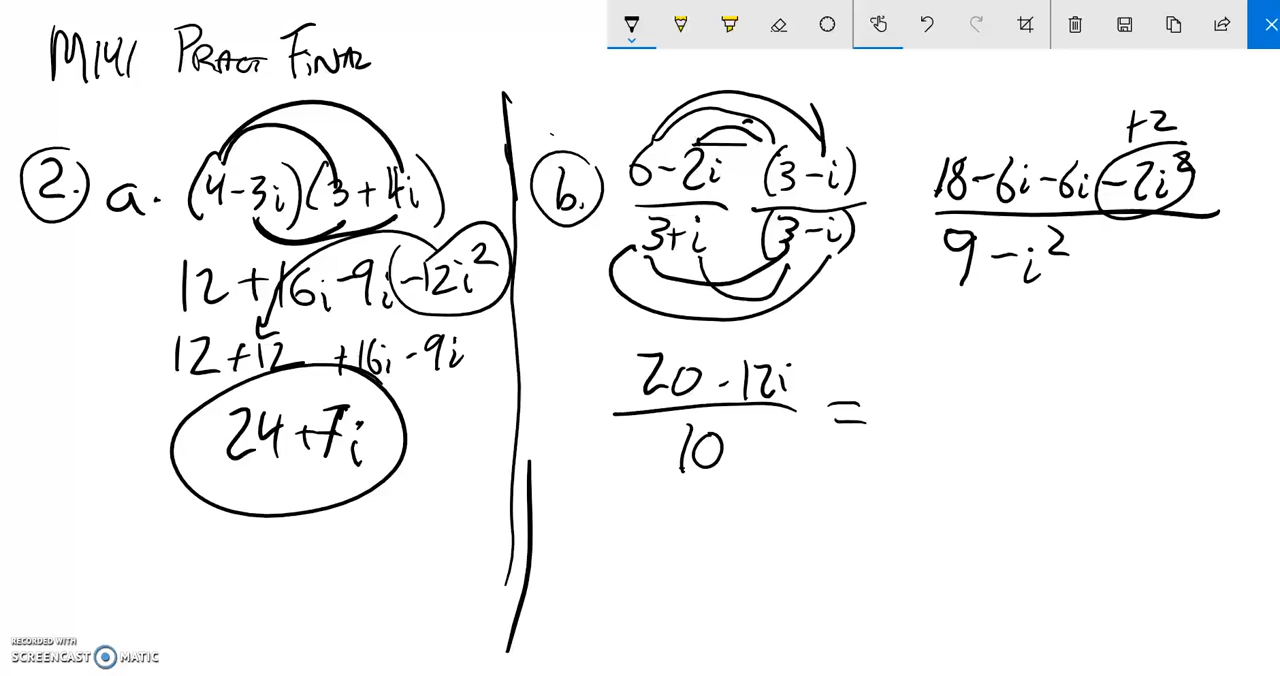 M141 PRACT FINAL
2. a. (4-3i)(3+4i)
12+16i-9i-12i²
12+12 +16i-9i
24+7i
b. 6-2i (3-i)
3+i (3-i)
+2
18-6i-6i-2i²
9-i²
20-12i
10 =
RECORDED WITH
SCREENCAST MATIC